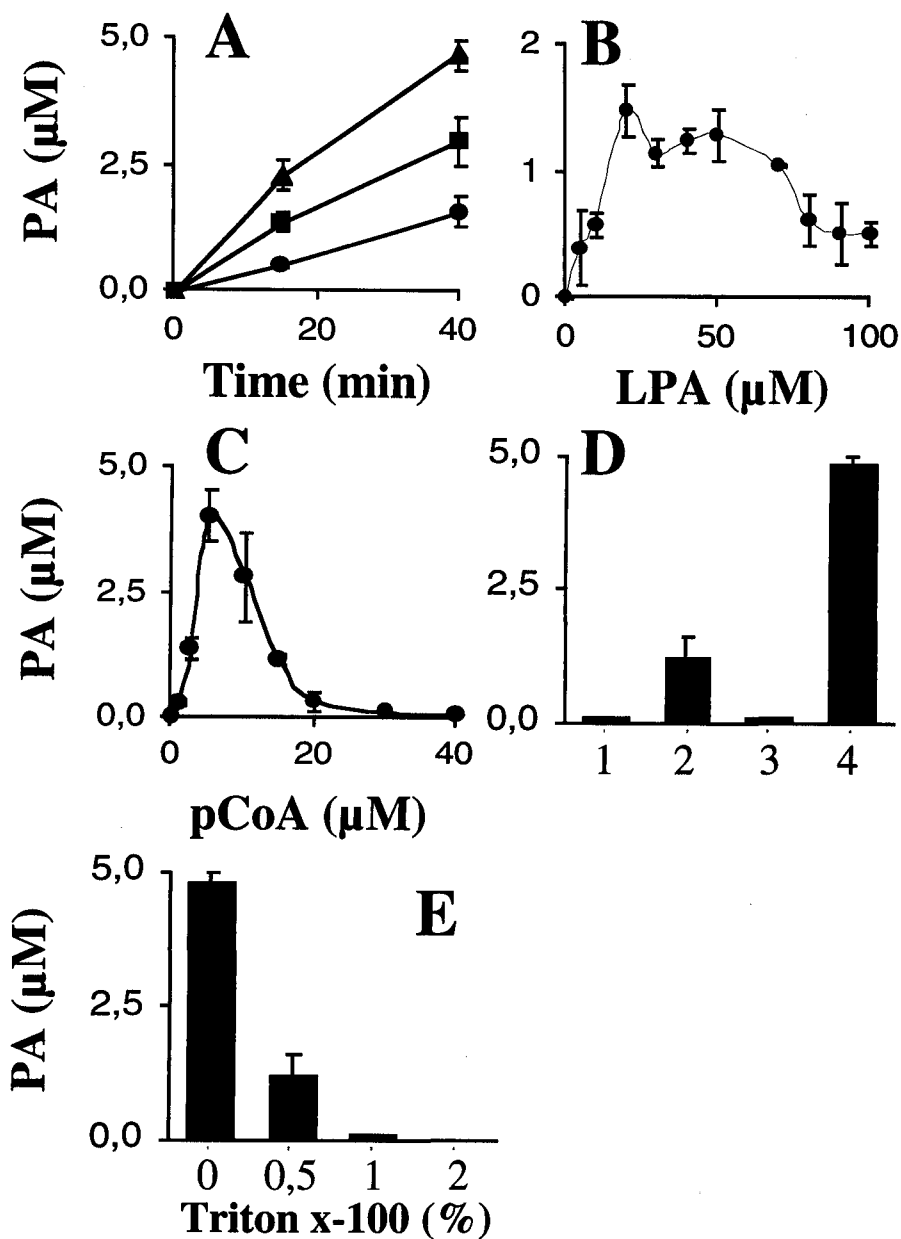 A
PA (µM)
5,0
2,5
0,0
0 20 40
Time (min)
B
2
1
0
0 50 100
LPA (µM)
C
PA (µM)
5,0
2,5
0,0
0 20 40
pCoA (µM)
D
5,0
2,5
0,0
1 2 3 4
E
PA (µM)
5,0
2,5
0,0
0 0,5 1 2
Triton x-100 (%)